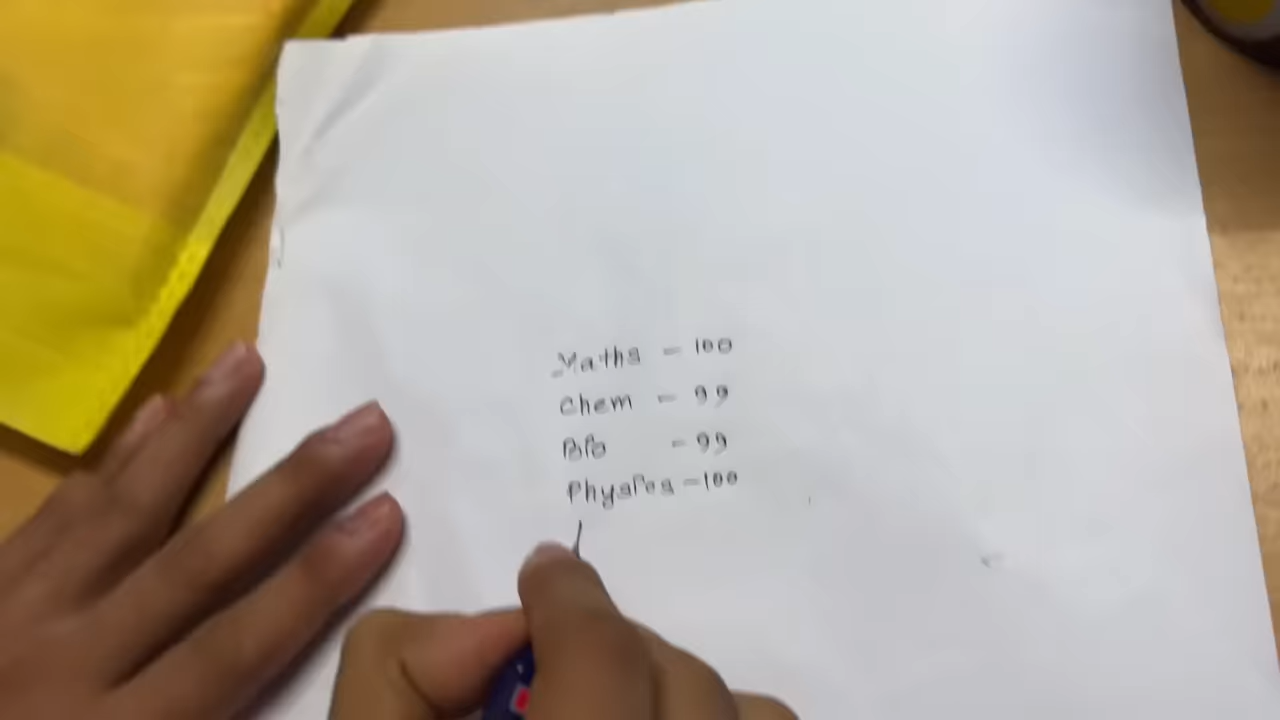 Maths - 100
Chem - 99
Bio - 99
Physics - 100